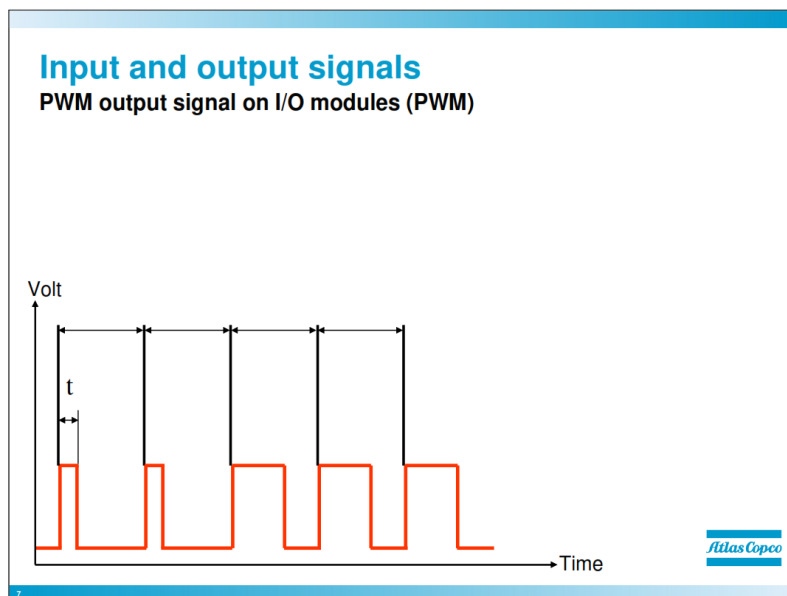 Input and output signals
PWM output signal on I/O modules (PWM)
Volt
t
Time
Atlas Copco
7